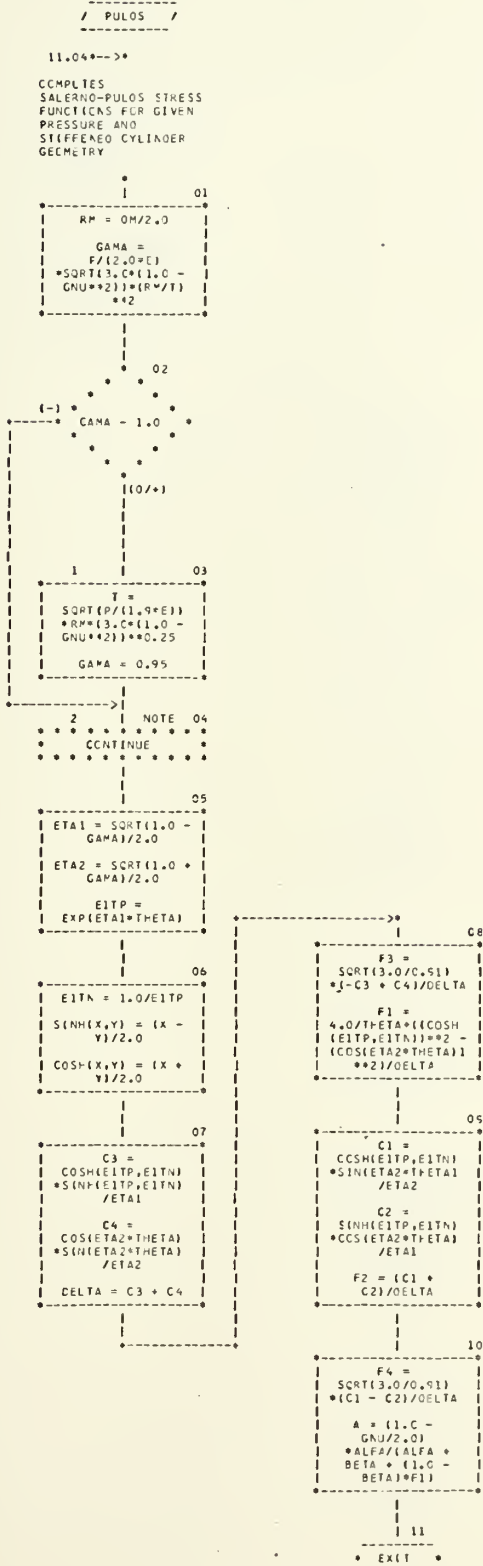 / PULOS /
11.04*-->*
COMPUTES
SALERNO-PULOS STRESS
FUNCTIONS FOR GIVEN
PRESSURE AND
STIFFENED CYLINDER
GEOMETRY
01
RM = OM/2.0
GAMA =
P/(2.0*E)
*SQRT(3.0*(1.0 -
GNU**2))*(RM/T)
**2
02
(-)
GAMA - 1.0
(0/+)
1 03
T =
SQRT(P/(1.9*E))
*RM*(3.0*(1.0 -
GNU**2))**0.25
GAMA = 0.95
2 NOTE 04
CONTINUE
05
ETA1 = SQRT(1.0 -
GAMA)/2.0
ETA2 = SQRT(1.0 +
GAMA)/2.0
E1TP =
EXP(ETA1*THETA)
06
E1TN = 1.0/E1TP
SINH(X,Y) = (X -
Y)/2.0
COSH(X,Y) = (X +
Y)/2.0
07
C3 =
COSH(E1TP,E1TN)
*SINH(E1TP,E1TN)
/ETA1
C4 =
COS(ETA2*THETA)
*SIN(ETA2*THETA)
/ETA2
DELTA = C3 + C4
08
F3 =
SQRT(3.0/0.91)
*(-C3 + C4)/DELTA
F1 =
4.0/THETA*((COSH
(E1TP,E1TN))**2 -
(COS(ETA2*THETA))
**2)/DELTA
09
C1 =
COSH(E1TP,E1TN)
*SIN(ETA2*THETA)
/ETA2
C2 =
SINH(E1TP,E1TN)
*COS(ETA2*THETA)
/ETA1
F2 = (C1 +
C2)/DELTA
10
F4 =
SQRT(3.0/0.91)
*(C1 - C2)/DELTA
A = (1.0 -
GNU/2.0)
*ALFA/(ALFA +
BETA + (1.0 -
BETA)*F1)
11
* EXIT *